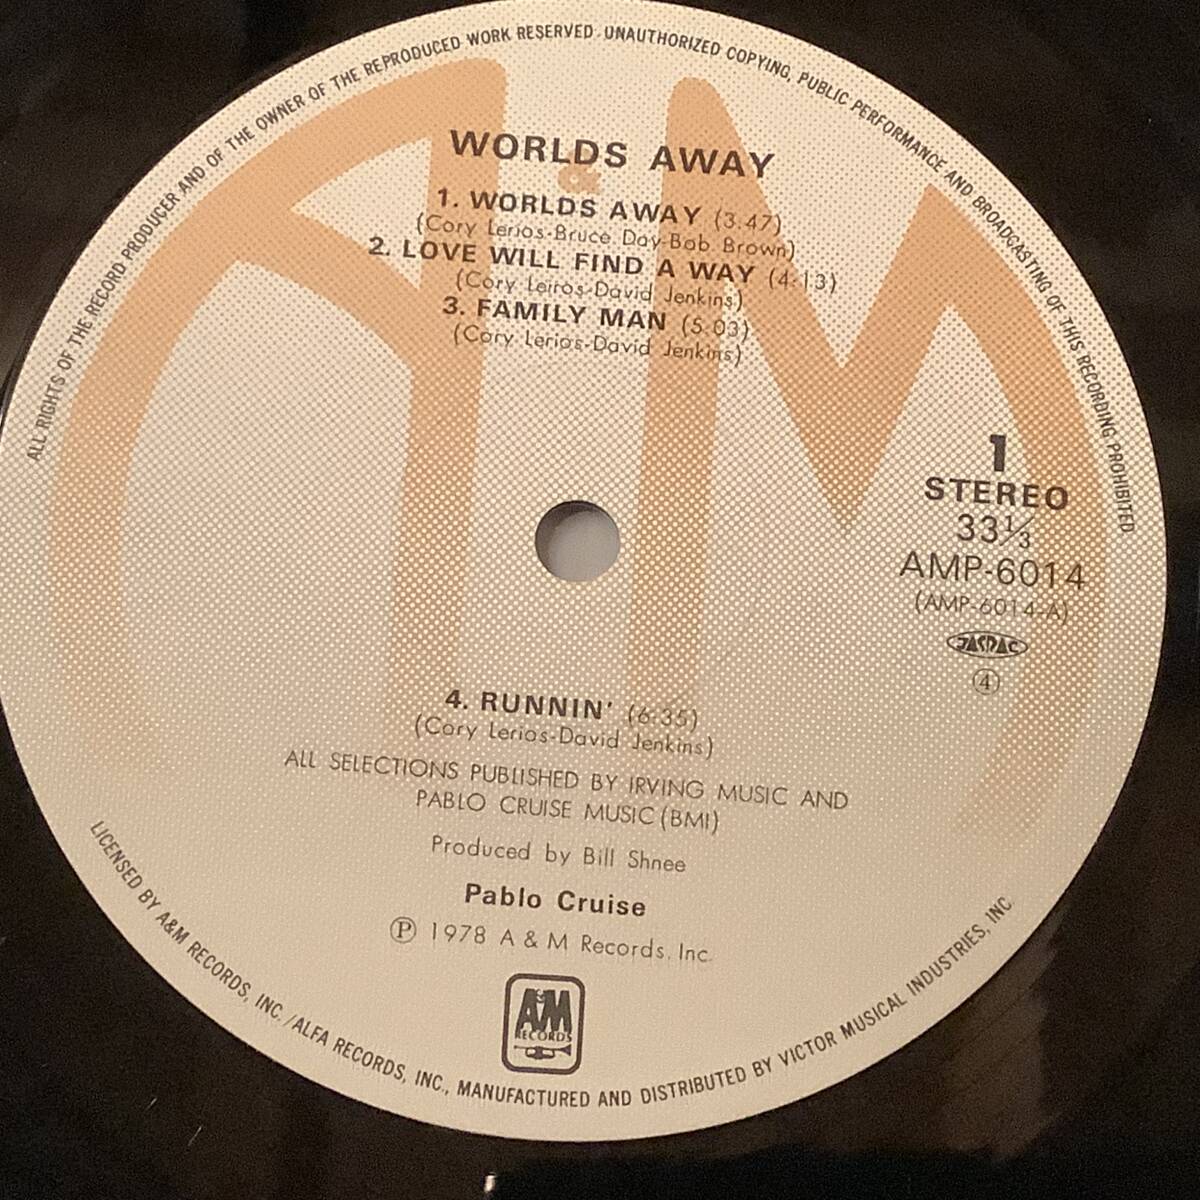 ALL RIGHTS OF THE RECORD PRODUCER AND OF THE OWNER OF THE REPRODUCED WORK RESERVED · UNAUTHORIZED COPYING, PUBLIC PERFORMANCE AND BROADCASTING OF THIS RECORDING PROHIBITED
WORLDS AWAY
1. WORLDS AWAY (3:47)
(Cory Lerios-Bruce Day-Bob Brown)
2. LOVE WILL FIND A WAY (4:13)
(Cory Leiros-David Jenkins)
3. FAMILY MAN (5:03)
(Cory Lerios-David Jenkins)
1
STEREO
33⅓
AMP-6014
(AMP-6014-A)
JASRAC
④
4. RUNNIN' (6:35)
(Cory Lerios-David Jenkins)
ALL SELECTIONS PUBLISHED BY IRVING MUSIC AND
PABLO CRUISE MUSIC (BMI)
Produced by Bill Shnee
Pablo Cruise
℗ 1978 A & M Records, Inc.
A&M
RECORDS
LICENSED BY A&M RECORDS, INC./ALFA RECORDS, INC., MANUFACTURED AND DISTRIBUTED BY VICTOR MUSICAL INDUSTRIES, INC.